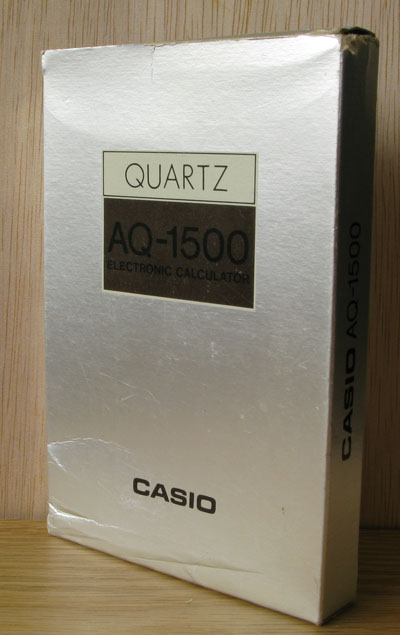 QUARTZ
AQ-1500
ELECTRONIC CALCULATOR
CASIO
CASIO AQ-1500